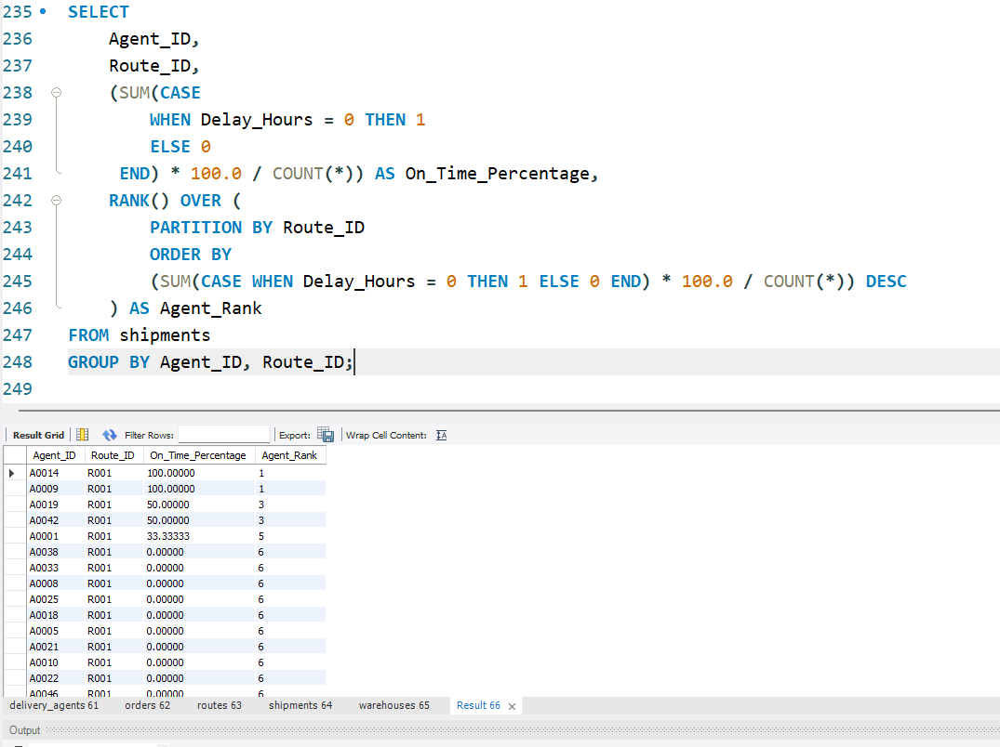 235 SELECT
236 Agent_ID,
237 Route_ID,
238 (SUM(CASE
239 WHEN Delay_Hours = 0 THEN 1
240 ELSE 0
241 END) * 100.0 / COUNT(*)) AS On_Time_Percentage,
242 RANK() OVER (
243 PARTITION BY Route_ID
244 ORDER BY
245 (SUM(CASE WHEN Delay_Hours = 0 THEN 1 ELSE 0 END) * 100.0 / COUNT(*)) DESC
246 ) AS Agent_Rank
247 FROM shipments
248 GROUP BY Agent_ID, Route_ID;
249
Result Grid Filter Rows: Export: Wrap Cell Content: IA
Agent_ID Route_ID On_Time_Percentage Agent_Rank
A0014 R001 100.00000 1
A0009 R001 100.00000 1
A0019 R001 50.00000 3
A0042 R001 50.00000 3
A0001 R001 33.33333 5
A0038 R001 0.00000 6
A0033 R001 0.00000 6
A0008 R001 0.00000 6
A0025 R001 0.00000 6
A0018 R001 0.00000 6
A0005 R001 0.00000 6
A0021 R001 0.00000 6
A0010 R001 0.00000 6
A0022 R001 0.00000 6
A0046 R001 0.00000 6
delivery_agents 61 orders 62 routes 63 shipments 64 warehouses 65 Result 66
Output